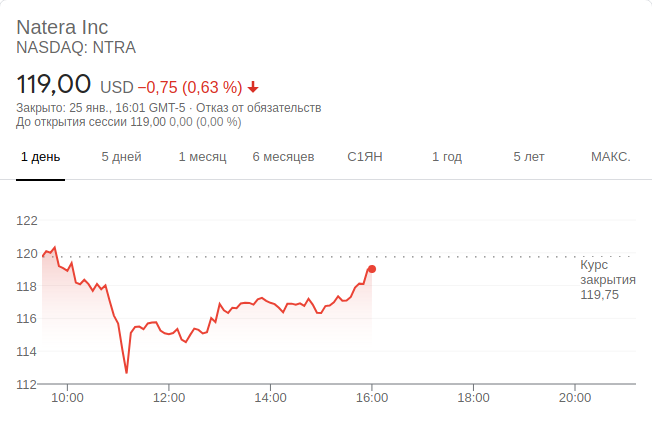 Natera Inc
NASDAQ: NTRA
119,00 USD −0,75 (0,63 %)
Закрыто: 25 янв., 16:01 GMT-5 · Отказ от обязательств
До открытия сессии 119,00 0,00 (0,00 %)
1 день 5 дней 1 месяц 6 месяцев С1ЯН 1 год 5 лет МАКС.
122
120
118
116
114
112
Курс
закрытия
119,75
10:00 12:00 14:00 16:00 18:00 20:00